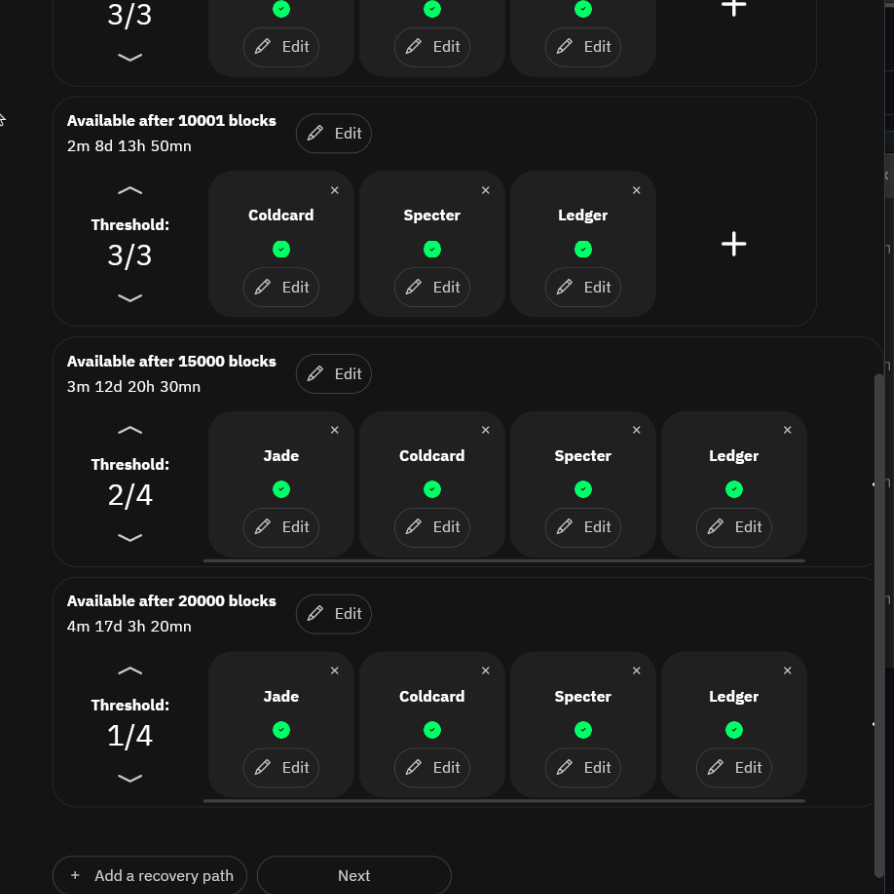 3/3
Edit
Edit
Edit
Available after 10001 blocks
Edit
2m 8d 13h 50mn
Threshold:
3/3
Coldcard
Edit
Specter
Edit
Ledger
Edit
Available after 15000 blocks
Edit
3m 12d 20h 30mn
Threshold:
2/4
Jade
Edit
Coldcard
Edit
Specter
Edit
Ledger
Edit
Available after 20000 blocks
Edit
4m 17d 3h 20mn
Threshold:
1/4
Jade
Edit
Coldcard
Edit
Specter
Edit
Ledger
Edit
+ Add a recovery path
Next